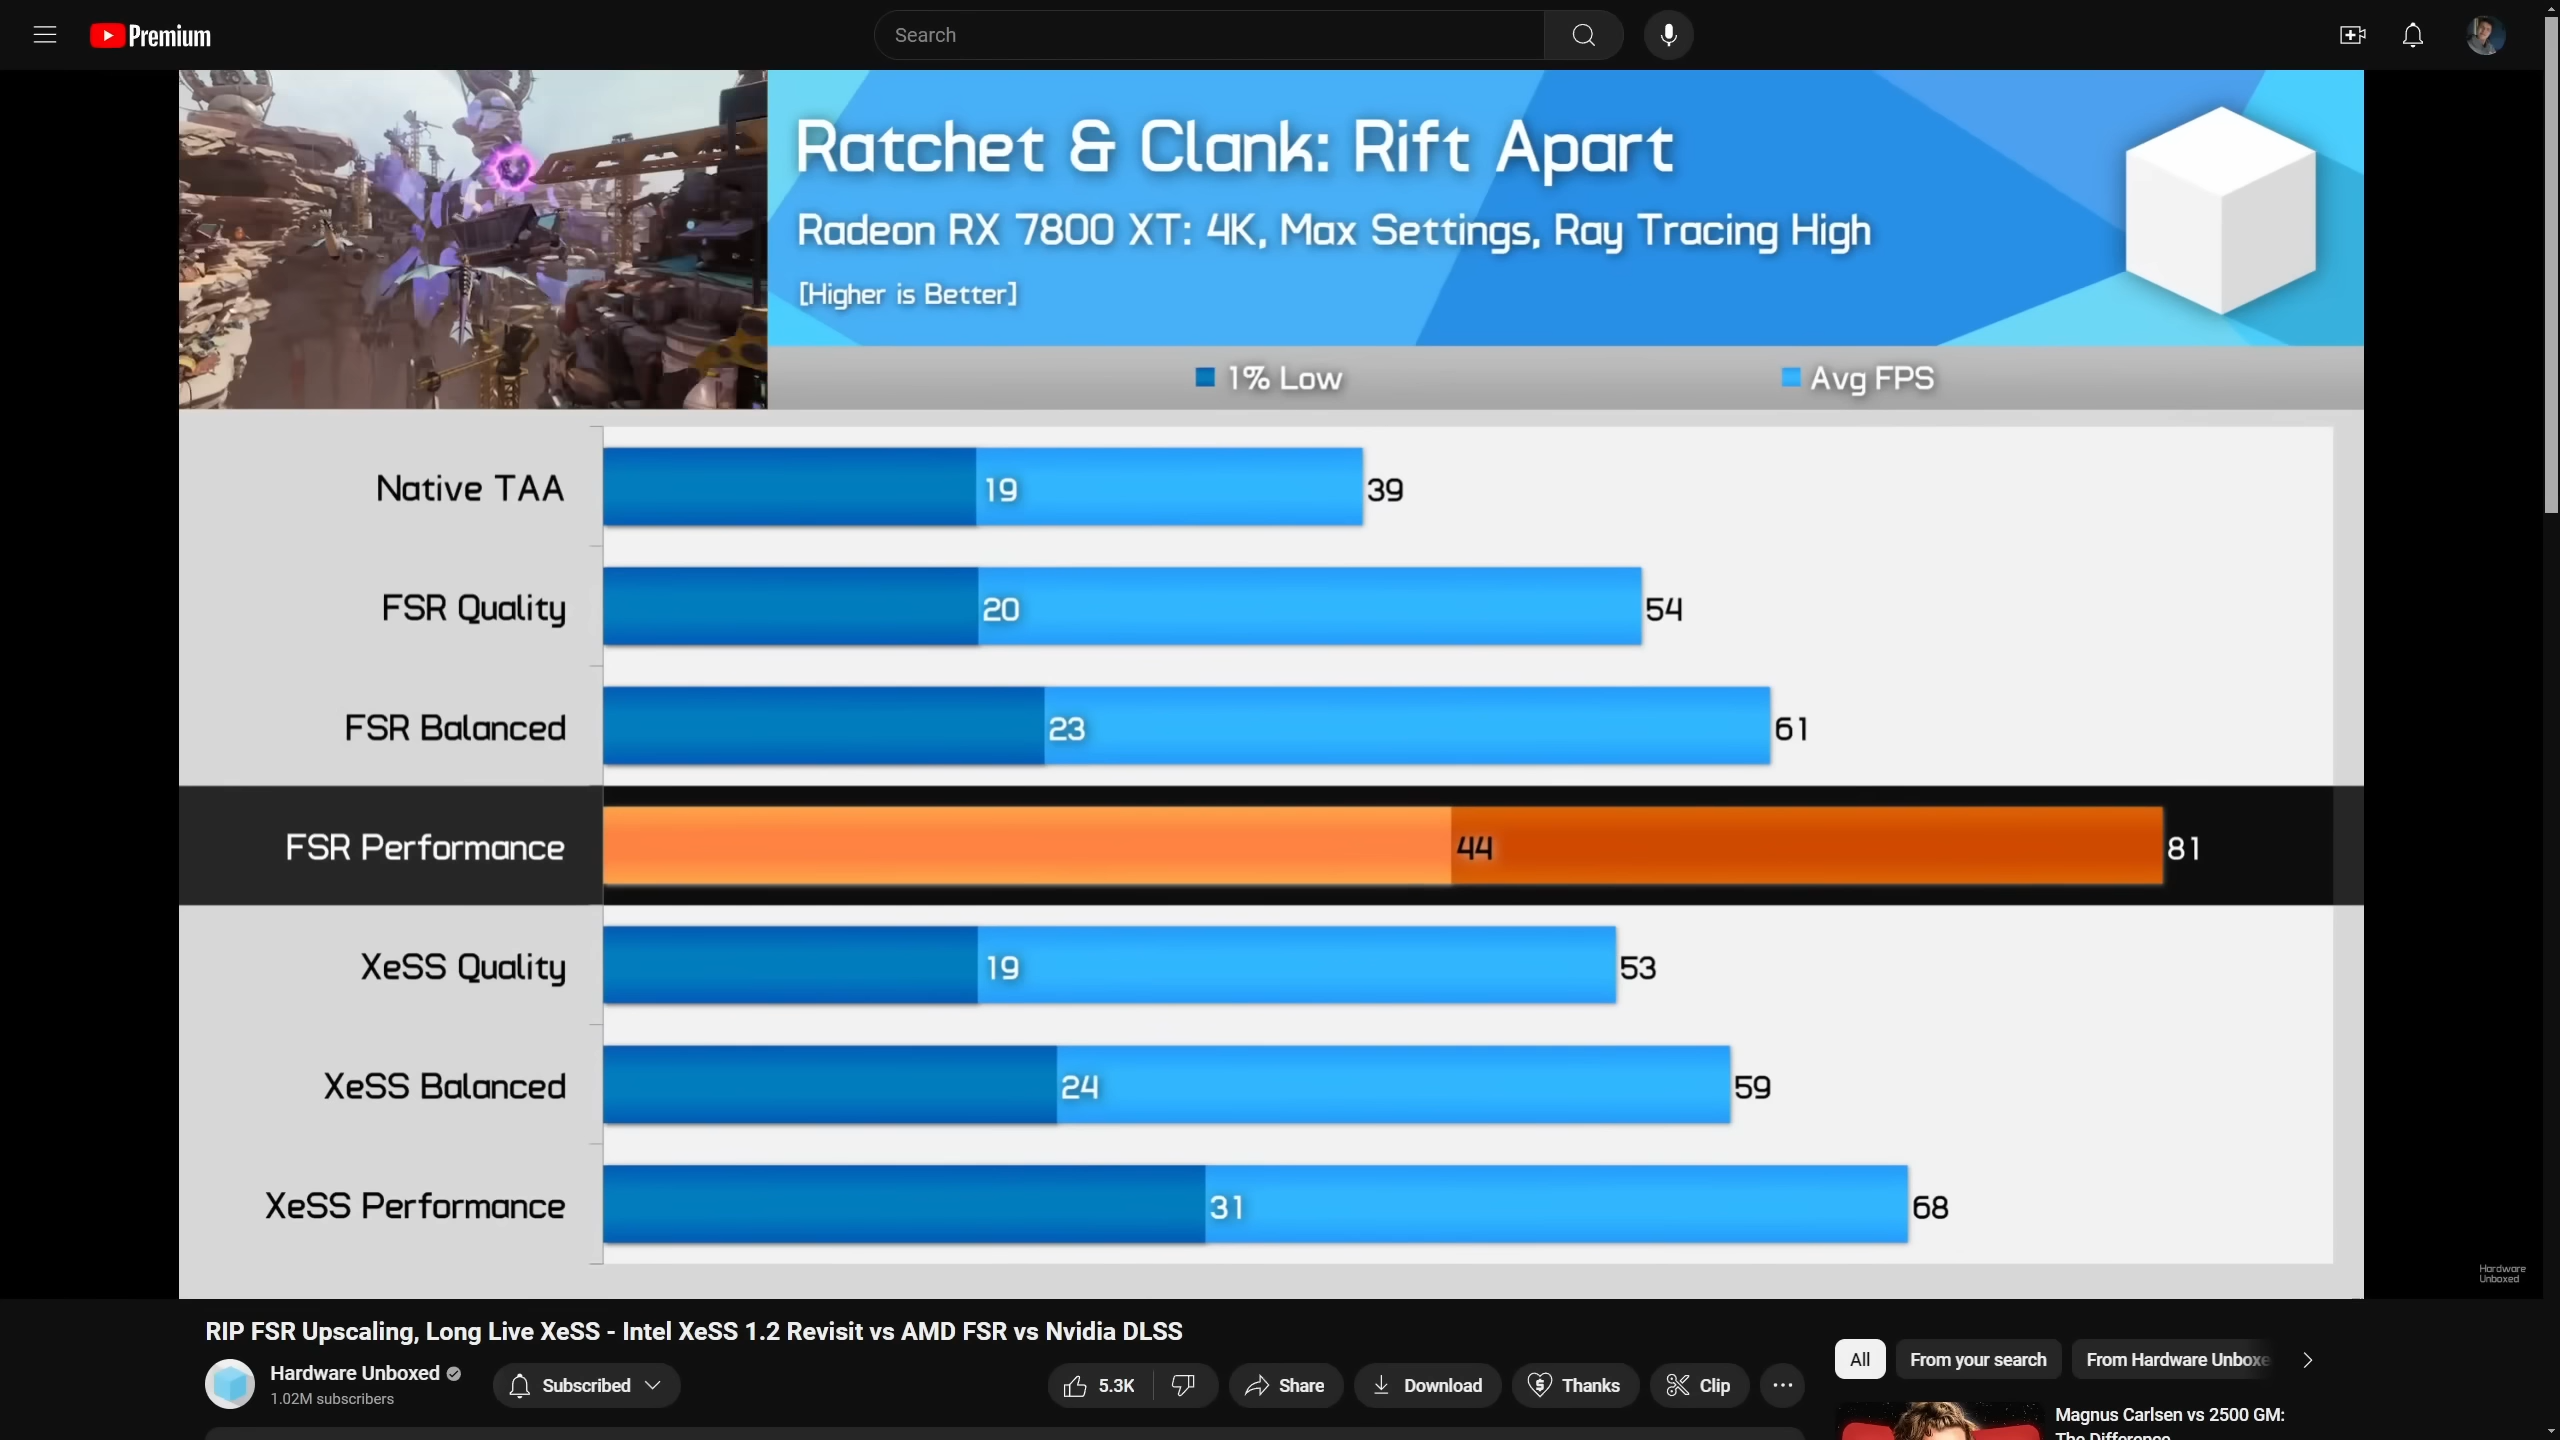 Premium
Search
Ratchet & Clank: Rift Apart
Radeon RX 7800 XT: 4K, Max Settings, Ray Tracing High
[Higher is Better]
1% Low
Avg FPS
Native TAA 19 39
FSR Quality 20 54
FSR Balanced 23 61
FSR Performance 44 81
XeSS Quality 19 53
XeSS Balanced 24 59
XeSS Performance 31 68
Hardware
Unboxed
RIP FSR Upscaling, Long Live XeSS - Intel XeSS 1.2 Revisit vs AMD FSR vs Nvidia DLSS
Hardware Unboxed
1.02M subscribers
Subscribed
5.3K
Share
Download
Thanks
Clip
All
From your search
From Hardware Unboxe
Magnus Carlsen vs 2500 GM:
The Difference